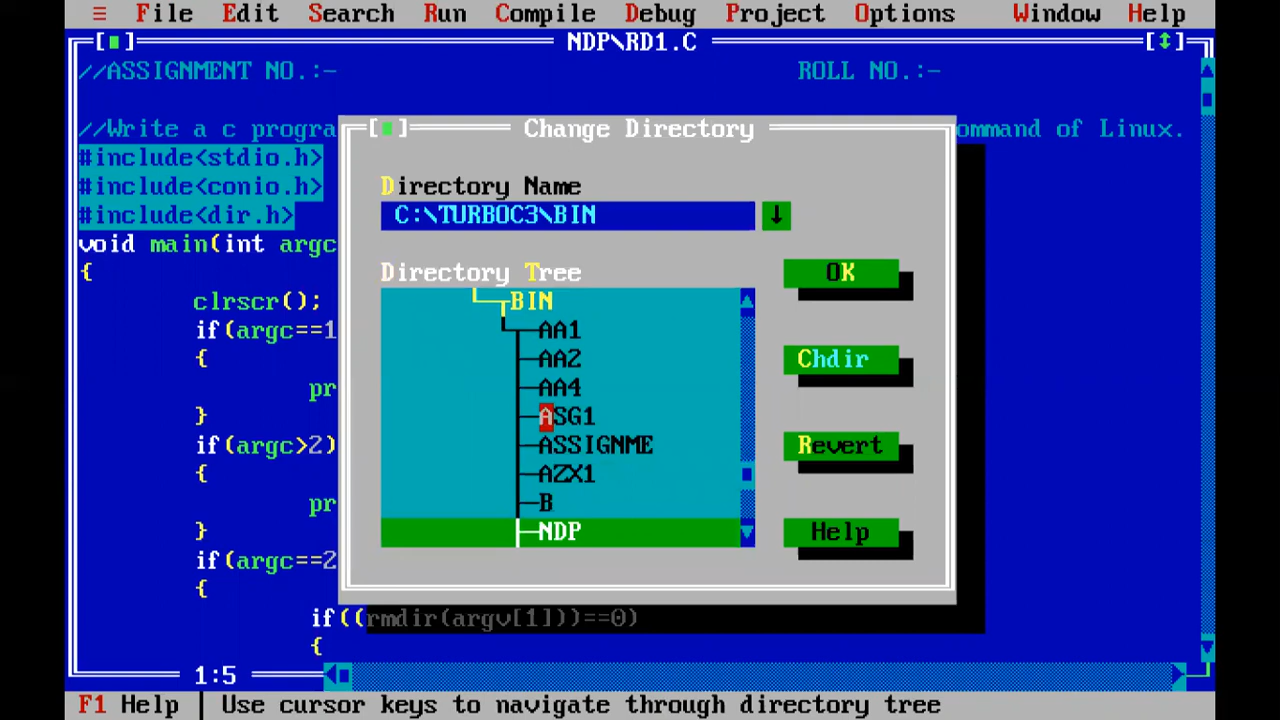 ≡ File Edit Search Run Compile Debug Project Options Window Help
NDP\RD1.C
//ASSIGNMENT NO.:- ROLL NO.:-
//Write a c progra ommand of Linux.
#include<stdio.h>
#include<conio.h>
#include<dir.h>
void main(int argc
{
clrscr();
if(argc==1
{
pr
}
if(argc>2)
{
pr
}
if(argc==2
{
if((rmdir(argv[1]))==0)
{
1:5
Change Directory
Directory Name
C:\TURBOC3\BIN
Directory Tree
BIN
AA1
AA2
AA4
ASG1
ASSIGNME
AZX1
B
NDP
OK
Chdir
Revert
Help
F1 Help Use cursor keys to navigate through directory tree